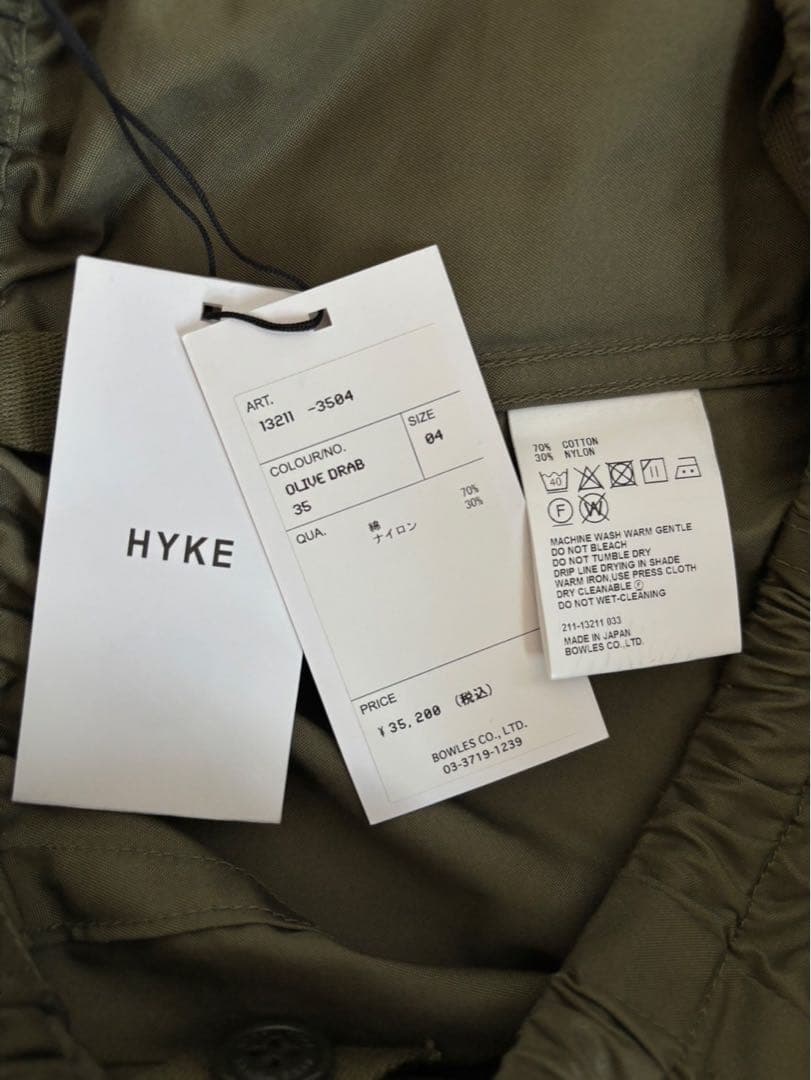 HYKE
ART.
13211 -3504
COLOUR/NO.
OLIVE DRAB
35
SIZE
04
QUA.
綿 70%
ナイロン 30%
PRICE
¥35,200 (税込)
BOWLES CO., LTD.
03-3719-1239
70% COTTON
30% NYLON
40
F
W
MACHINE WASH WARM GENTLE
DO NOT BLEACH
DO NOT TUMBLE DRY
DRIP LINE DRYING IN SHADE
WARM IRON,USE PRESS CLOTH
DRY CLEANABLE Ⓕ
DO NOT WET-CLEANING
211-13211 033
MADE IN JAPAN
BOWLES CO.,LTD.